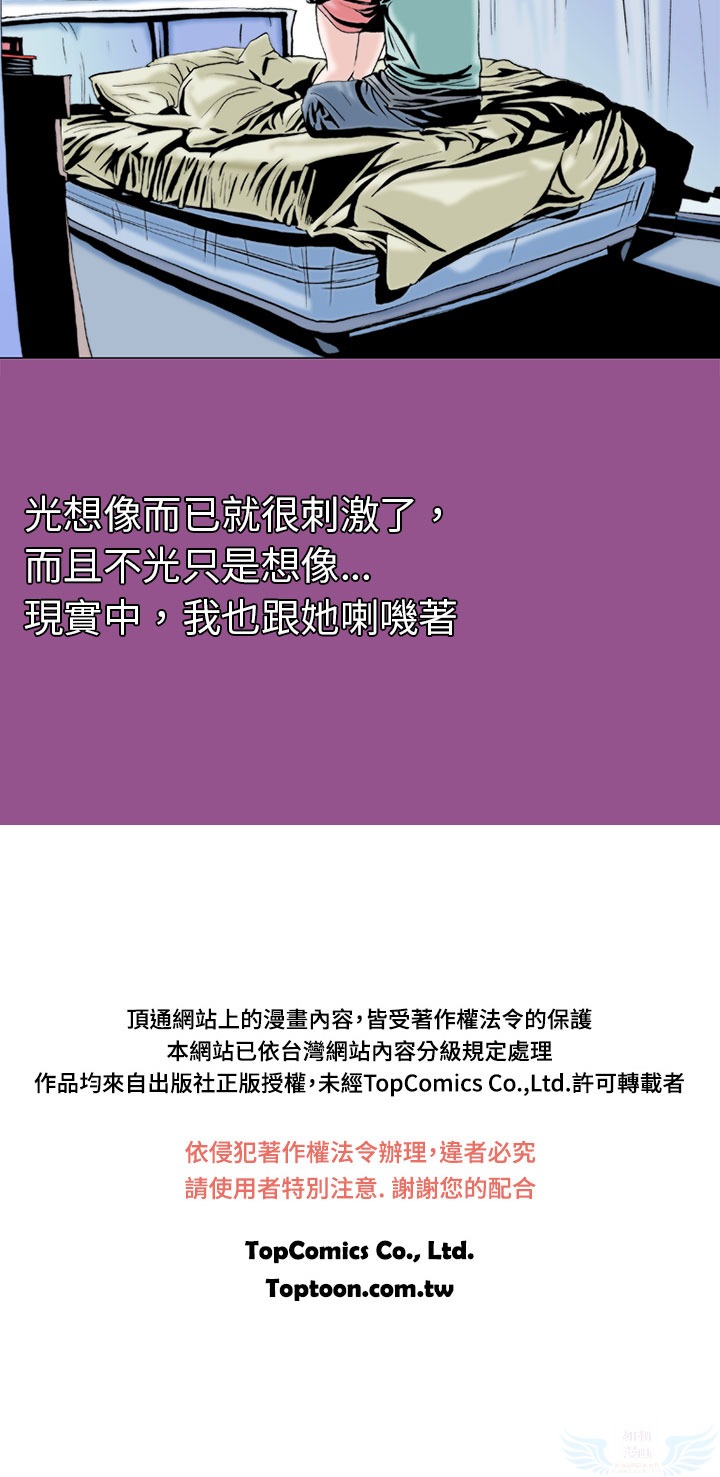 光想像而已就很刺激了，
而且不光只是想像...
現實中，我也跟她喇嘰著
頂通網站上的漫畫內容，皆受著作權法令的保護
本網站已依台灣網站內容分級規定處理
作品均來自出版社正版授權，未經TopComics Co.,Ltd.許可轉載者
依侵犯著作權法令辦理，違者必究
請使用者特別注意. 謝謝您的配合
TopComics Co., Ltd.
Toptoon.com.tw
漫画